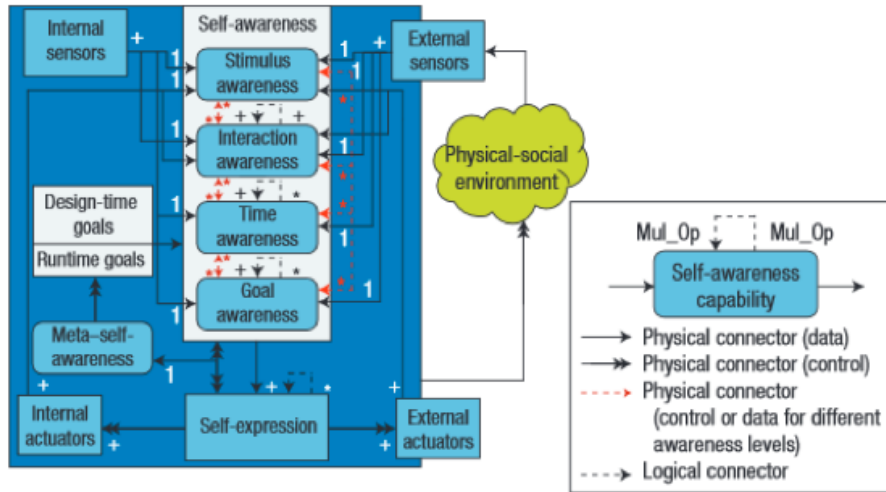 Internal
sensors
Self-awareness
External
sensors
Stimulus
awareness
Interaction
awareness
Time
awareness
Goal
awareness
Physical-social
environment
Design-time
goals
Runtime goals
Meta–self-
awareness
Internal
actuators
Self-expression
External
actuators
Mul_Op Mul_Op
Self-awareness
capability
Physical connector (data)
Physical connector (control)
Physical connector
(control or data for different
awareness levels)
Logical connector